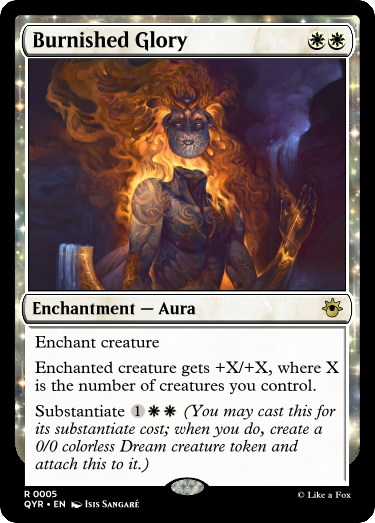 Burnished Glory
Enchantment — Aura
Enchant creature
Enchanted creature gets +X/+X, where X
is the number of creatures you control.
Substantiate 1 (You may cast this for
its substantiate cost; when you do, create a
0/0 colorless Dream creature token and
attach this to it.)
R 0005
QYR • EN Isis Sangaré
© Like a Fox